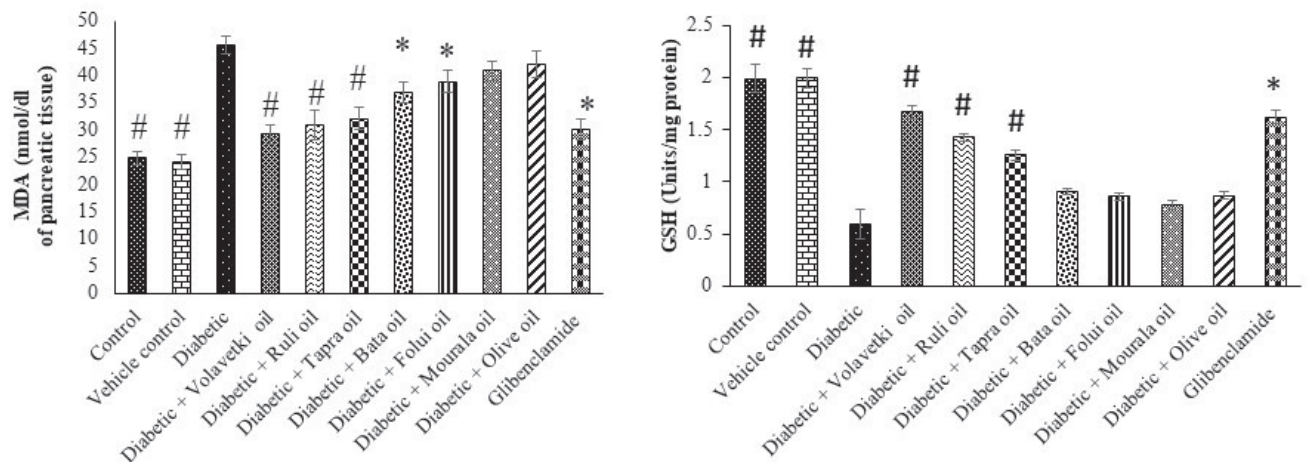 50
45
40
35
30
25
20
15
10
5
0
MDA (nmol/dl
of pancreatic tissue)
# # # # # * * *
Control
Vehicle control
Diabetic
Diabetic + Volavetki oil
Diabetic + Ruli oil
Diabetic + Tapra oil
Diabetic + Bata oil
Diabetic + Folui oil
Diabetic + Mourala oil
Diabetic + Olive oil
Glibenclamide
2.5
2
1.5
1
0.5
0
GSH (Units/mg protein)
# # # # # *
Control
Vehicle control
Diabetic
Diabetic + Volavetki oil
Diabetic + Ruli oil
Diabetic + Tapra oil
Diabetic + Bata oil
Diabetic + Folui oil
Diabetic + Mourala oil
Diabetic + Olive oil
Glibenclamide